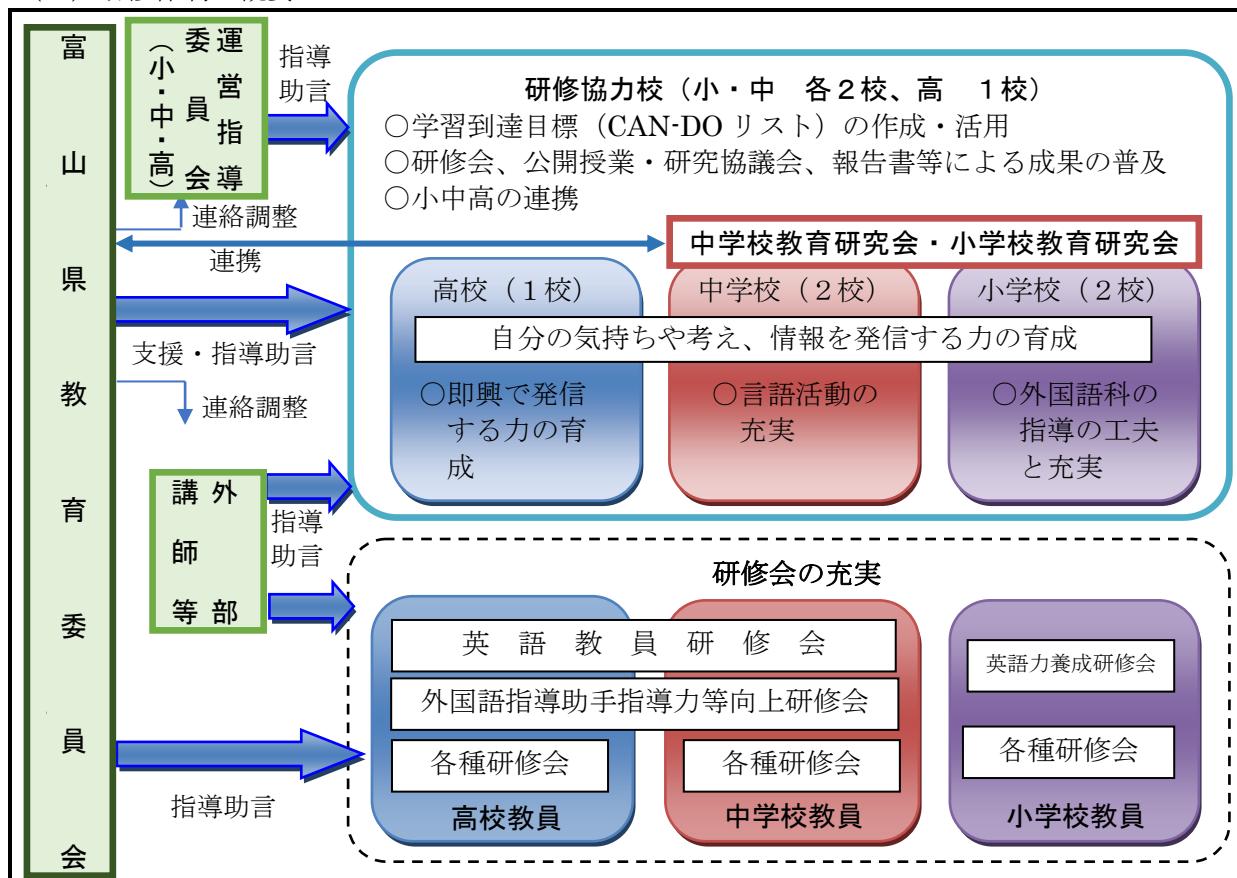 富山県教育委員会
運営指導
委員会
（小・中・高）
指導
助言
連絡調整
連携
支援・指導助言
連絡調整
外部
講師等
指導
助言
指導助言
研修協力校（小・中　各２校、高　１校）
○学習到達目標（CAN-DO リスト）の作成・活用
○研修会、公開授業・研究協議会、報告書等による成果の普及
○小中高の連携
中学校教育研究会・小学校教育研究会
高校（１校）
中学校（２校）
小学校（２校）
自分の気持ちや考え、情報を発信する力の育成
○即興で発信
する力の育
成
○言語活動の
充実
○外国語科の
指導の工夫
と充実
研修会の充実
英　語　教　員　研　修　会
外国語指導助手指導力等向上研修会
各種研修会
各種研修会
英語力養成研修会
各種研修会
高校教員
中学校教員
小学校教員